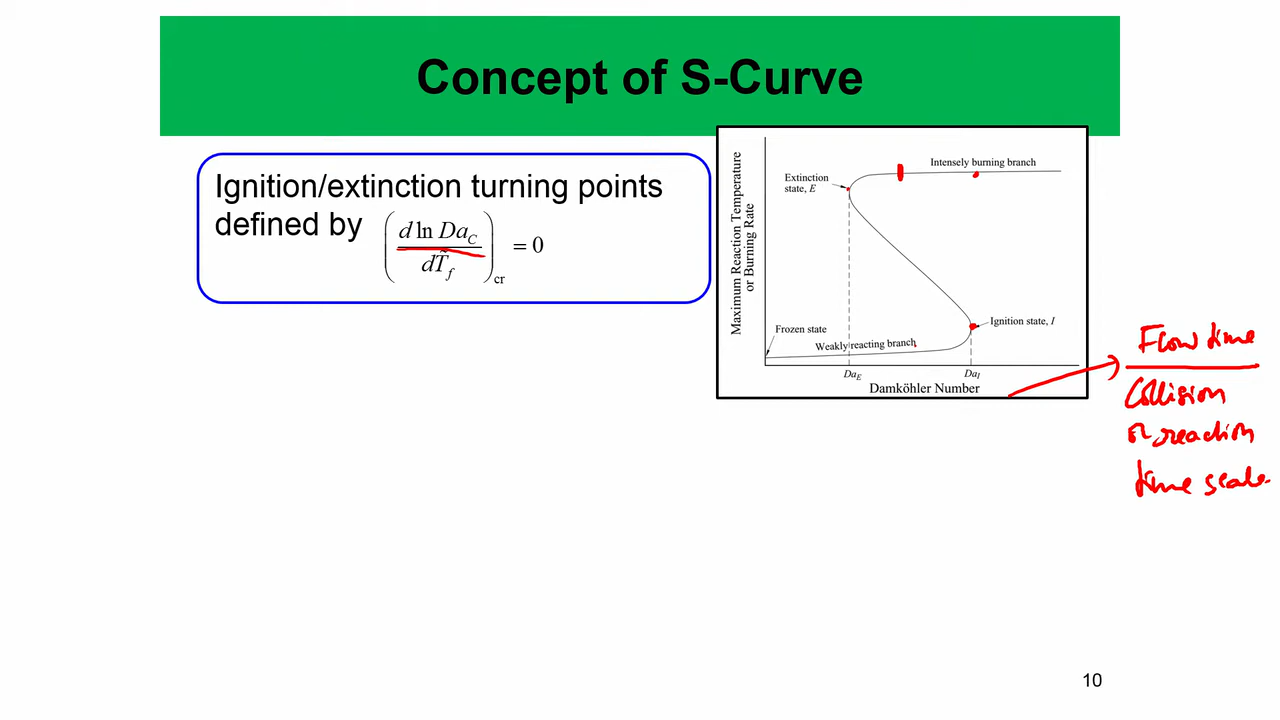 Concept of S-Curve
Ignition/extinction turning points
defined by (d ln Da_C / dT̃_f)_cr = 0
Maximum Reaction Temperature
or Burning Rate
Intensely burning branch
Extinction
state, E
Ignition state, I
Frozen state
Weakly reacting branch
Da_E
Da_I
Damköhler Number
Flow time
Collision
or reaction
time scale
10